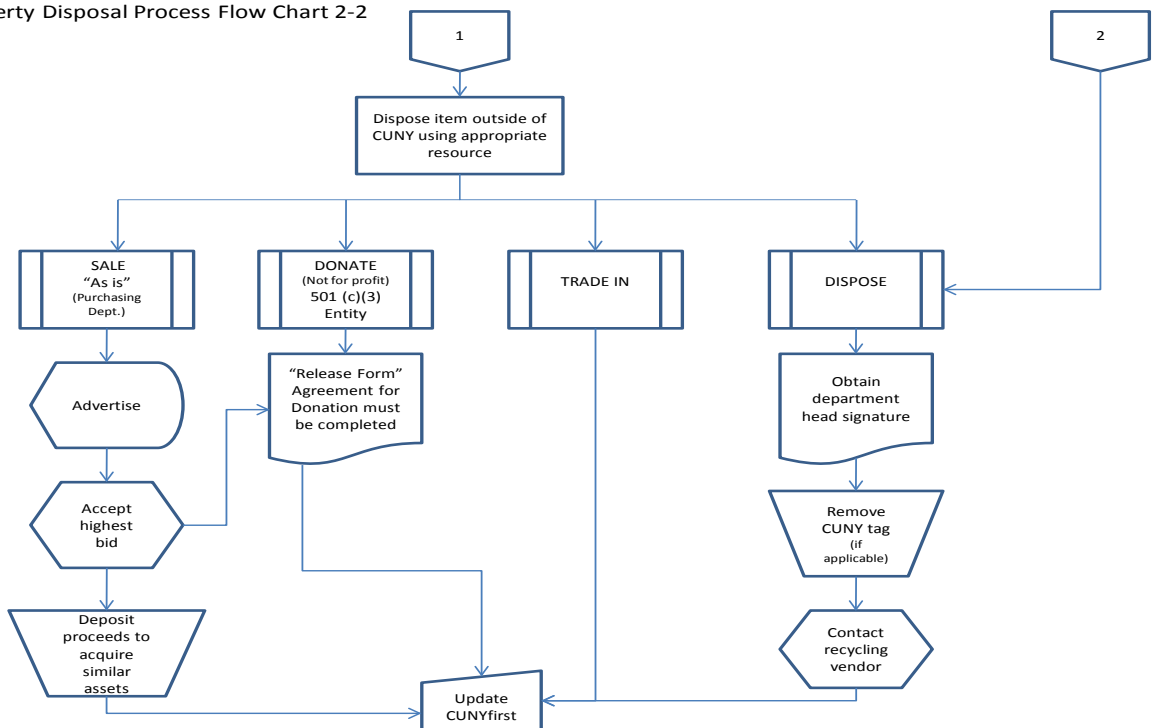 erty Disposal Process Flow Chart 2-2
1
2
Dispose item outside of
CUNY using appropriate
resource
SALE
“As is”
(Purchasing
Dept.)
DONATE
(Not for profit)
501 (c)(3)
Entity
TRADE IN
DISPOSE
Advertise
“Release Form”
Agreement for
Donation must
be completed
Obtain
department
head signature
Accept
highest
bid
Remove
CUNY tag
(if
applicable)
Deposit
proceeds to
acquire
similar
assets
Contact
recycling
vendor
Update
CUNYfirst